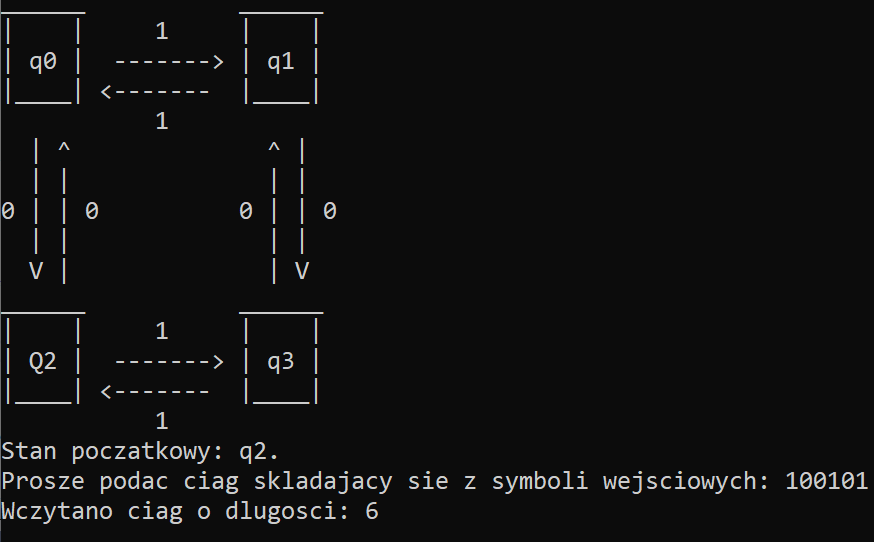 ______           ______
|    |     1     |    |
| q0 |  -------> | q1 |
|____| <-------  |____|
           1
  | ^              ^ |
  | |              | |
0 | | 0          0 | | 0
  | |              | |
  V |              | V
______           ______
|    |     1     |    |
| Q2 |  -------> | q3 |
|____| <-------  |____|
           1
Stan poczatkowy: q2.
Prosze podac ciag skladajacy sie z symboli wejsciowych: 100101
Wczytano ciag o dlugosci: 6